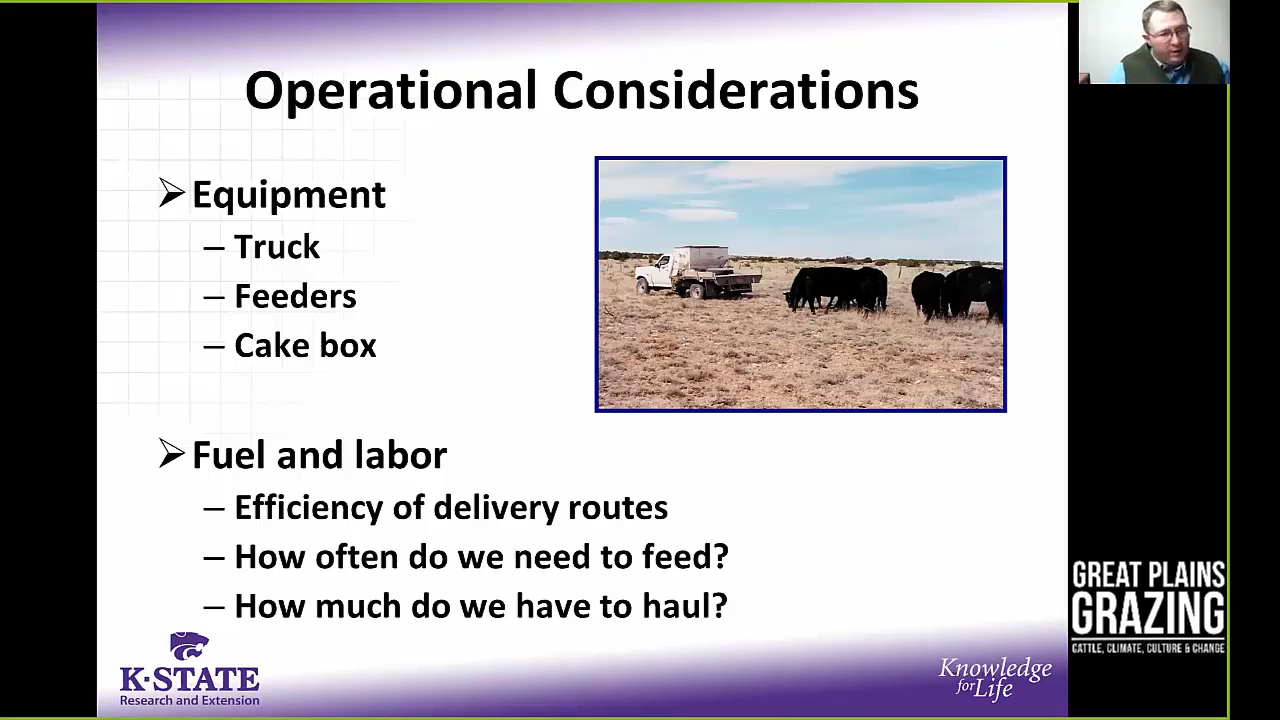 Operational Considerations
Equipment
– Truck
– Feeders
– Cake box
Fuel and labor
– Efficiency of delivery routes
– How often do we need to feed?
– How much do we have to haul?
K-STATE
Research and Extension
Knowledge
for Life
GREAT PLAINS
GRAZING
CATTLE, CLIMATE, CULTURE & CHANGE